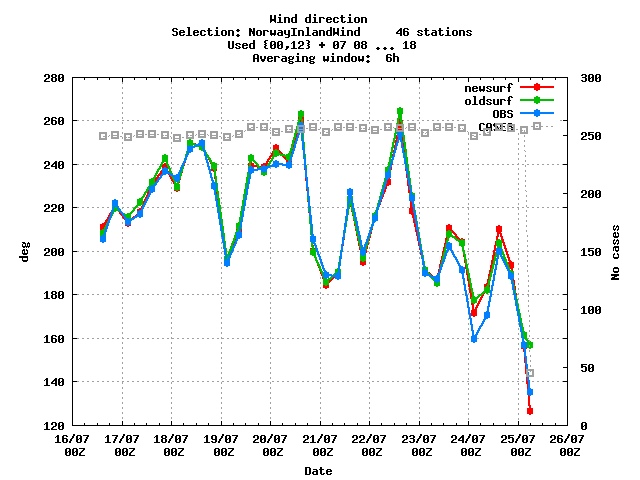 Wind direction
Selection: NorwayInlandWind     46 stations
Used {00,12} + 07 08 ... 18
Averaging window:  6h
280
260
240
220
200
180
160
140
120
deg
300
250
200
150
100
50
0
No cases
newsurf
oldsurf
OBS
CASES
16/07 17/07 18/07 19/07 20/07 21/07 22/07 23/07 24/07 25/07 26/07
00Z 00Z 00Z 00Z 00Z 00Z 00Z 00Z 00Z 00Z 00Z
Date